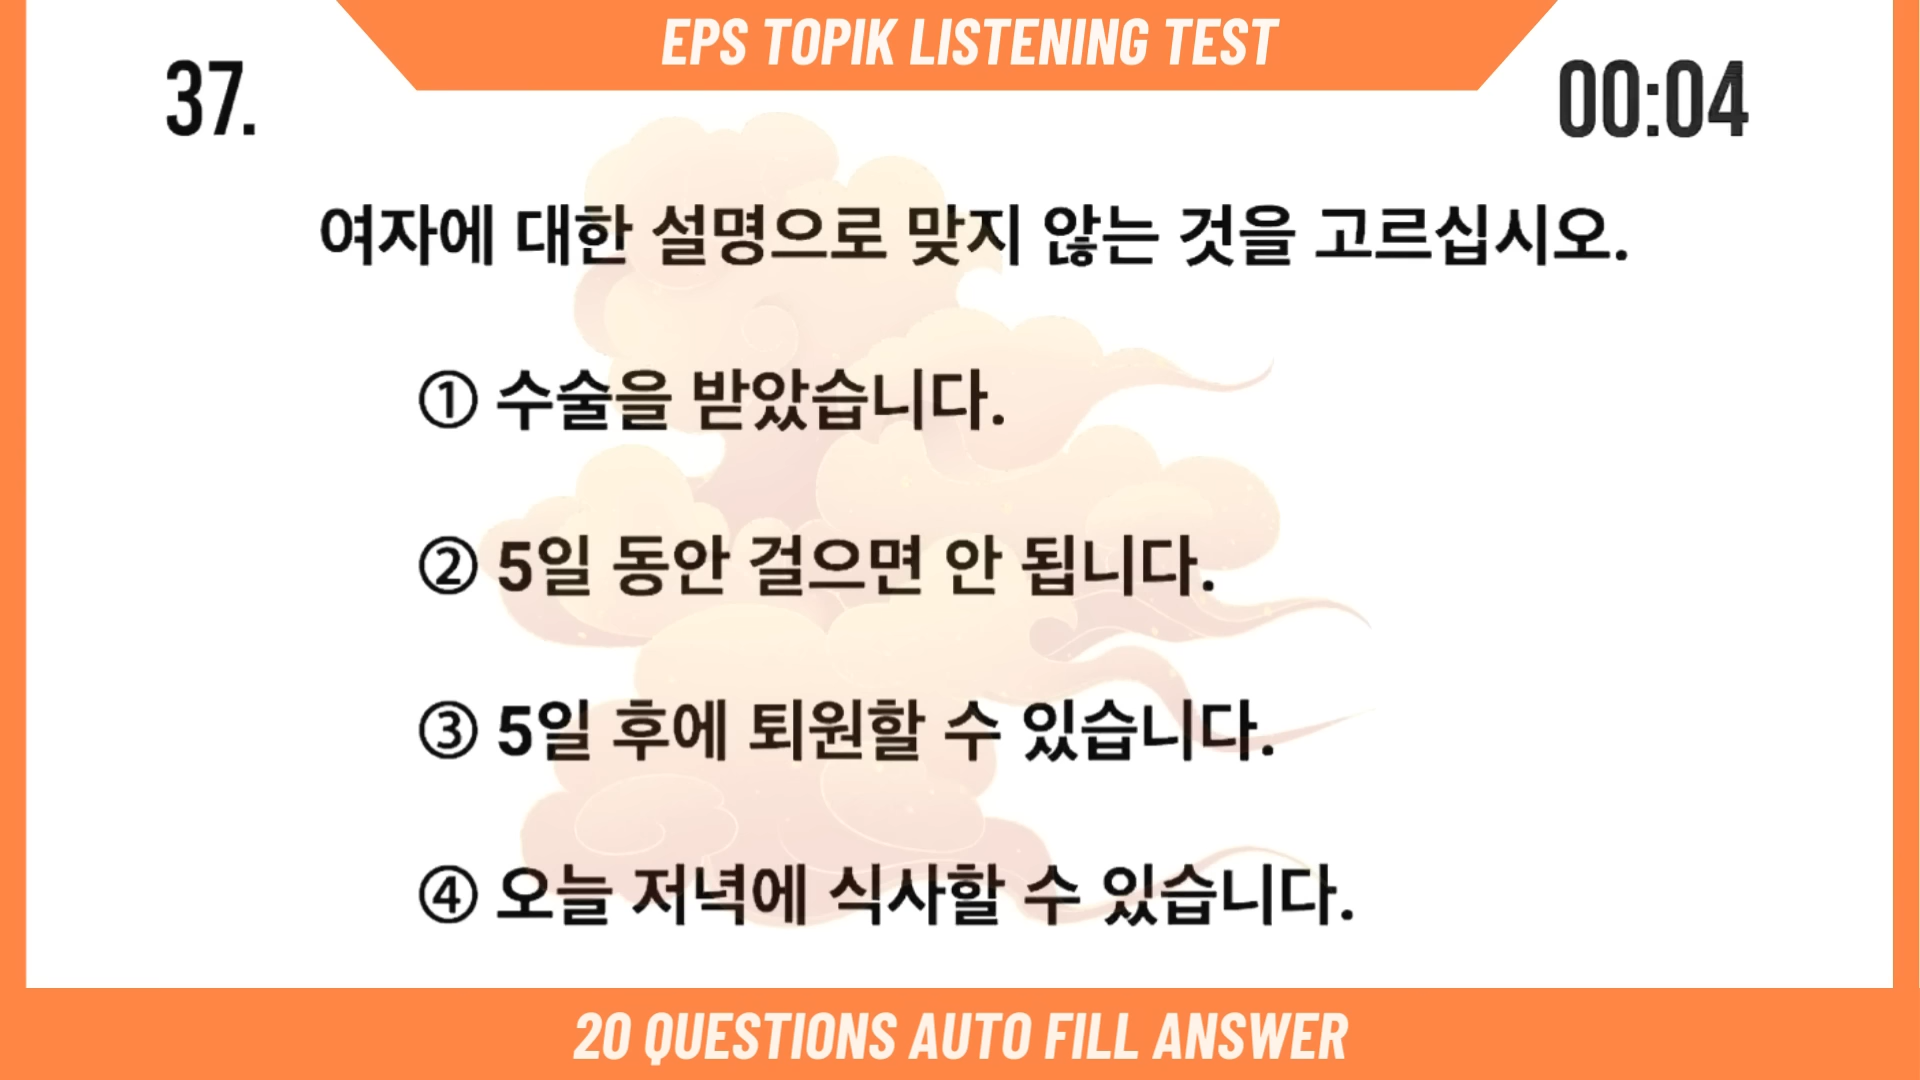 EPS TOPIK LISTENING TEST
37.
00:04
여자에 대한 설명으로 맞지 않는 것을 고르십시오.
① 수술을 받았습니다.
② 5일 동안 걸으면 안 됩니다.
③ 5일 후에 퇴원할 수 있습니다.
④ 오늘 저녁에 식사할 수 있습니다.
20 QUESTIONS AUTO FILL ANSWER